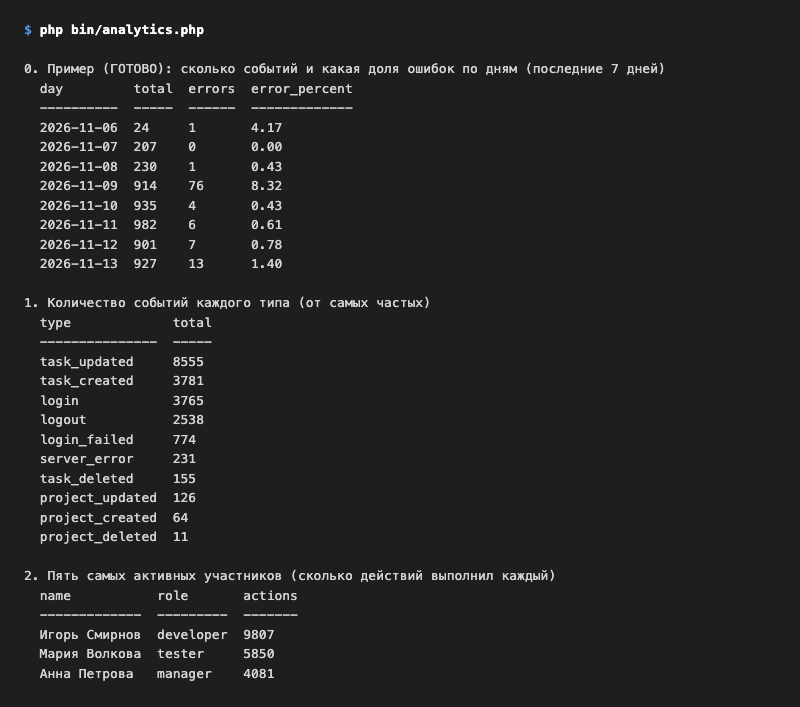 $ php bin/analytics.php
0. Пример (ГОТОВО): сколько событий и какая доля ошибок по дням (последние 7 дней)
day total errors error_percent
---------- ----- ------ -------------
2026-11-06 24 1 4.17
2026-11-07 207 0 0.00
2026-11-08 230 1 0.43
2026-11-09 914 76 8.32
2026-11-10 935 4 0.43
2026-11-11 982 6 0.61
2026-11-12 901 7 0.78
2026-11-13 927 13 1.40
1. Количество событий каждого типа (от самых частых)
type total
--------------- -----
task_updated 8555
task_created 3781
login 3765
logout 2538
login_failed 774
server_error 231
task_deleted 155
project_updated 126
project_created 64
project_deleted 11
2. Пять самых активных участников (сколько действий выполнил каждый)
name role actions
------------- --------- -------
Игорь Смирнов developer 9807
Мария Волкова tester 5850
Анна Петрова manager 4081